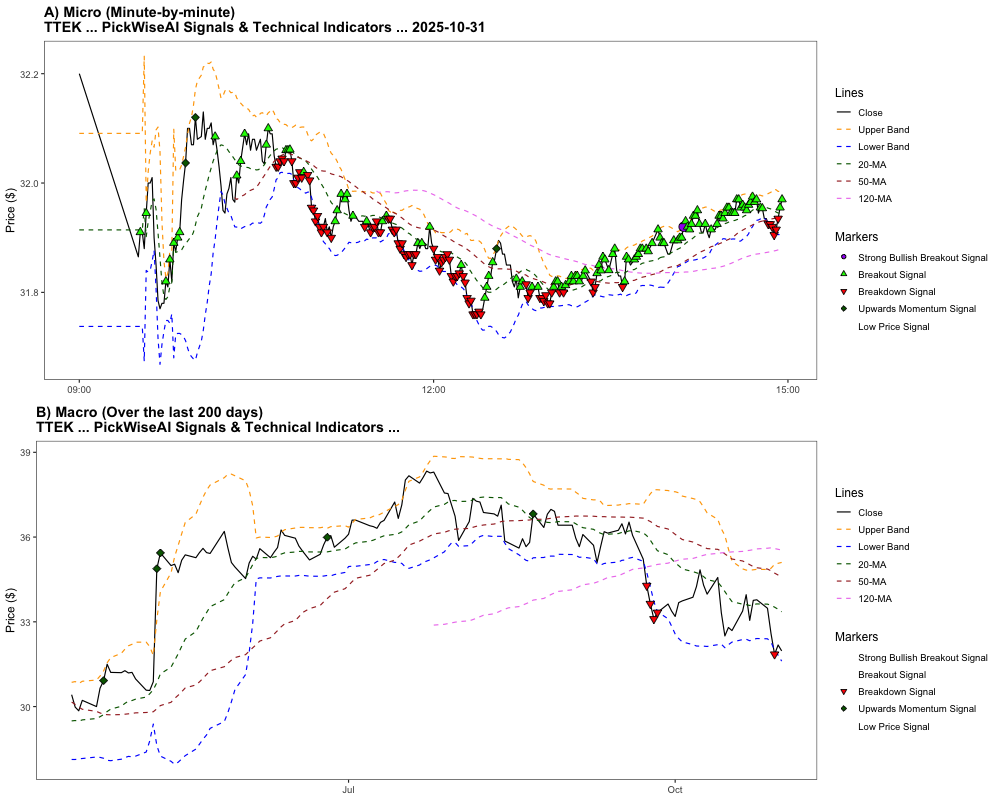 A) Micro (Minute-by-minute)
TTEK ... PickWiseAI Signals & Technical Indicators ... 2025-10-31
Price ($)
32.2
32.0
31.8
09:00
12:00
15:00
Lines
Close
Upper Band
Lower Band
20-MA
50-MA
120-MA
Markers
Strong Bullish Breakout Signal
Breakout Signal
Breakdown Signal
Upwards Momentum Signal
Low Price Signal
B) Macro (Over the last 200 days)
TTEK ... PickWiseAI Signals & Technical Indicators ...
Price ($)
39
36
33
30
Jul
Oct
Lines
Close
Upper Band
Lower Band
20-MA
50-MA
120-MA
Markers
Strong Bullish Breakout Signal
Breakout Signal
Breakdown Signal
Upwards Momentum Signal
Low Price Signal